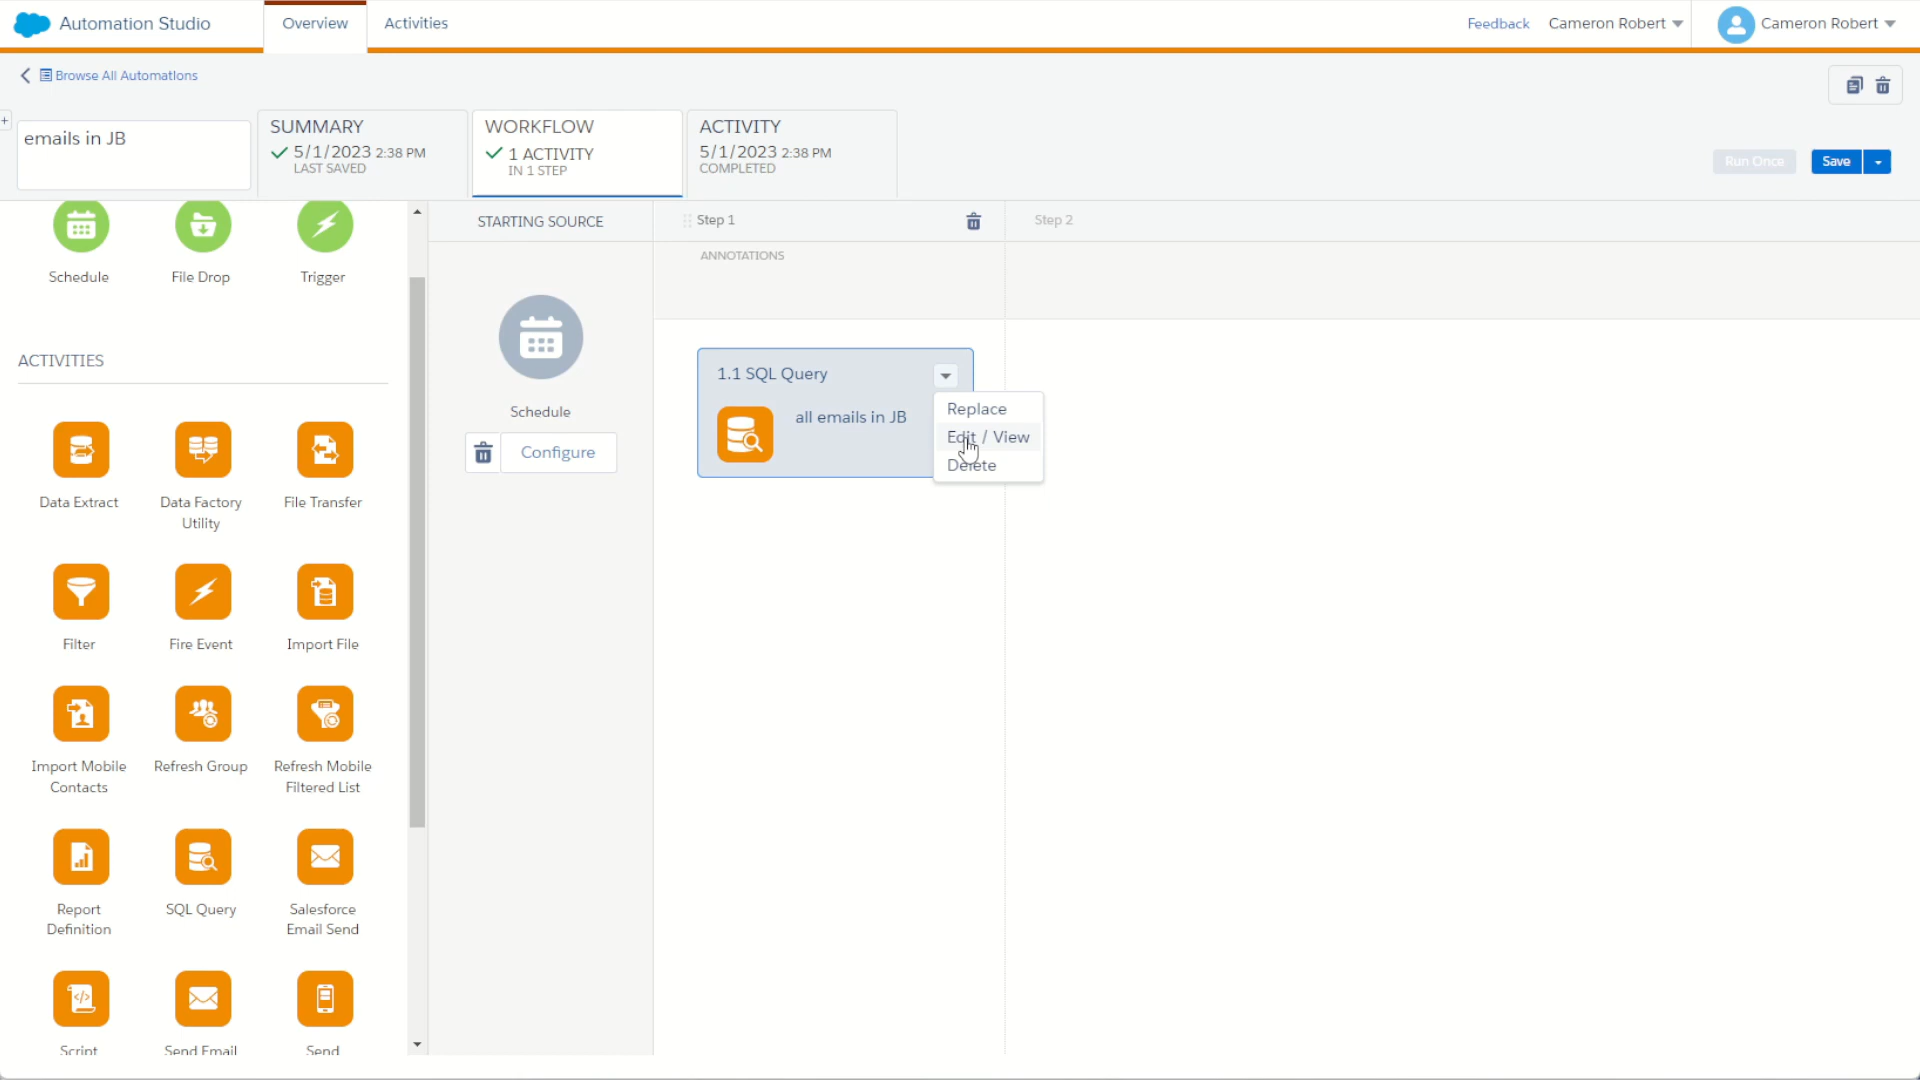 Automation Studio
Overview
Activities
Feedback
Cameron Robert
Cameron Robert
Browse All Automations
emails in JB
SUMMARY
5/1/2023 2:38 PM
LAST SAVED
WORKFLOW
1 ACTIVITY
IN 1 STEP
ACTIVITY
5/1/2023 2:38 PM
COMPLETED
Run Once
Save
Schedule
File Drop
Trigger
ACTIVITIES
Data Extract
Data Factory
Utility
File Transfer
Filter
Fire Event
Import File
Import Mobile
Contacts
Refresh Group
Refresh Mobile
Filtered List
Report
Definition
SQL Query
Salesforce
Email Send
Script
Send Email
Send
STARTING SOURCE
Schedule
Configure
Step 1
ANNOTATIONS
1.1 SQL Query
all emails in JB
Replace
Edit / View
Delete
Step 2